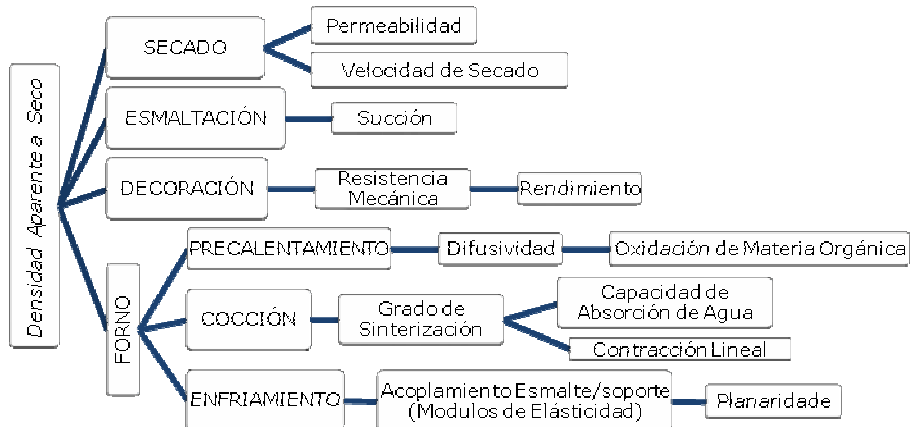 Densidad Aparente a Seco
SECADO
Permeabilidad
Velocidad de Secado
ESMALTACIÓN
Succión
DECORACIÓN
Resistencia
Mecánica
Rendimiento
FORNO
PRECALENTAMIENTO
Difusividad
Oxidación de Materia Orgánica
COCCIÓN
Grado de
Sinterización
Capacidad de
Absorción de Agua
Contracción Lineal
ENFRIAMIENTO
Acoplamiento Esmalte/soporte
(Modulos de Elásticidad)
Planaridade